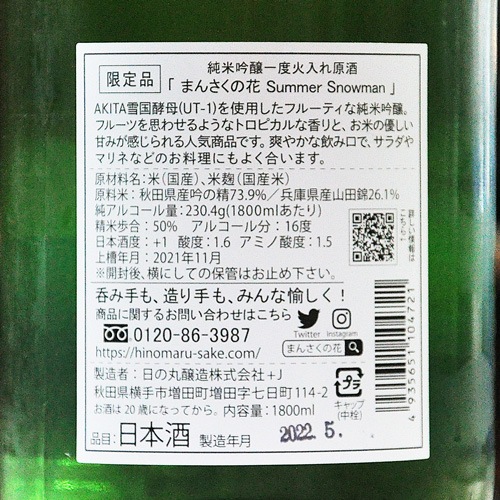 限定品
純米吟醸一度火入れ原酒
「 まんさくの花 Summer Snowman 」
AKITA雪国酵母(UT-1)を使用したフルーティな純米吟醸。
フルーツを思わせるようなトロピカルな香りと、お米の優しい
甘みが感じられる人気商品です。爽やかな飲み口で、サラダや
マリネなどのお料理にもよく合います。
原材料名：米（国産）、米麹（国産米）
原料米：秋田県産吟の精73.9%／兵庫県産山田錦26.1%
純アルコール量：230.4g(1800mlあたり)
精米歩合：50%　アルコール分：16度
日本酒度：+1　酸度：1.6　アミノ酸度：1.5
上槽年月：2021年11月
※開封後、横にしての保管はお止め下さい。
詳しい情報は
こちらから
呑み手も、造り手も、みんな愉しく！
商品に関するお問い合わせはこちら
0120-86-3987
Twitter
Instagram
https://hinomaru-sake.com/
まんさくの花
製造者：日の丸醸造株式会社+J
秋田県横手市増田町増田字七日町114-2
お酒は20歳になってから。内容量：1800ml
プラ
キャップ
(中栓)
品目：日本酒 製造年月
2022. 5.
4 935651 104721